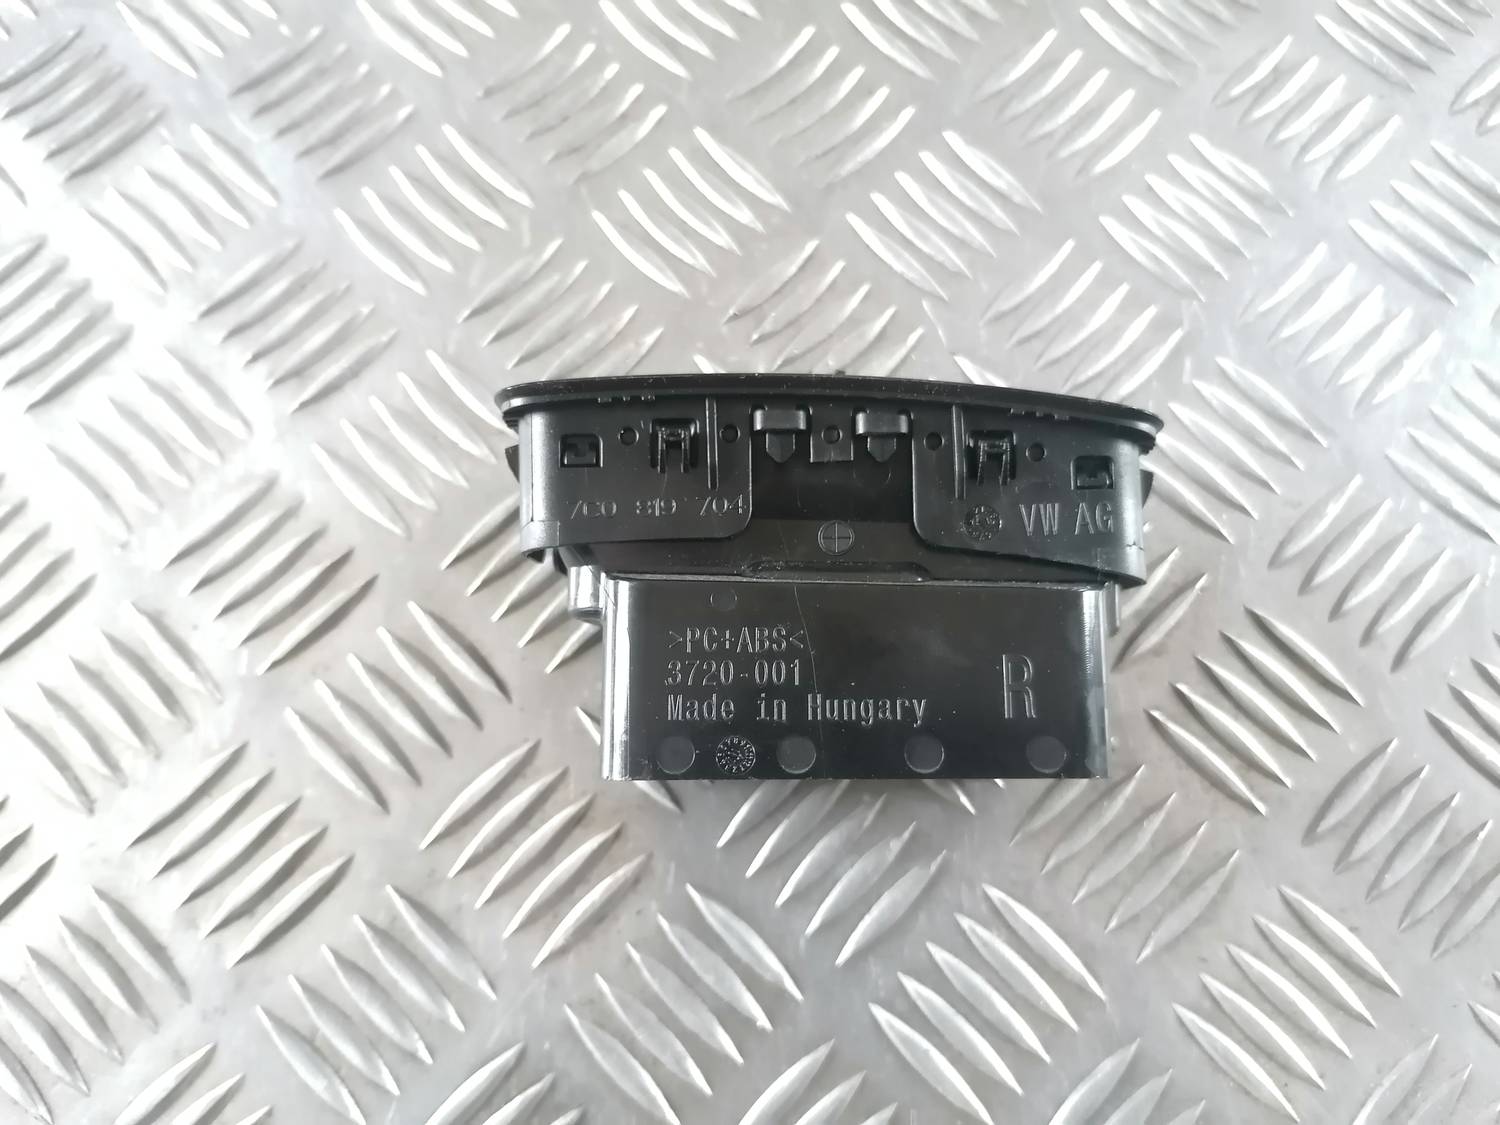 7C0 819 704
VW AG
>PC+ABS<
3720-001
Made in Hungary
R